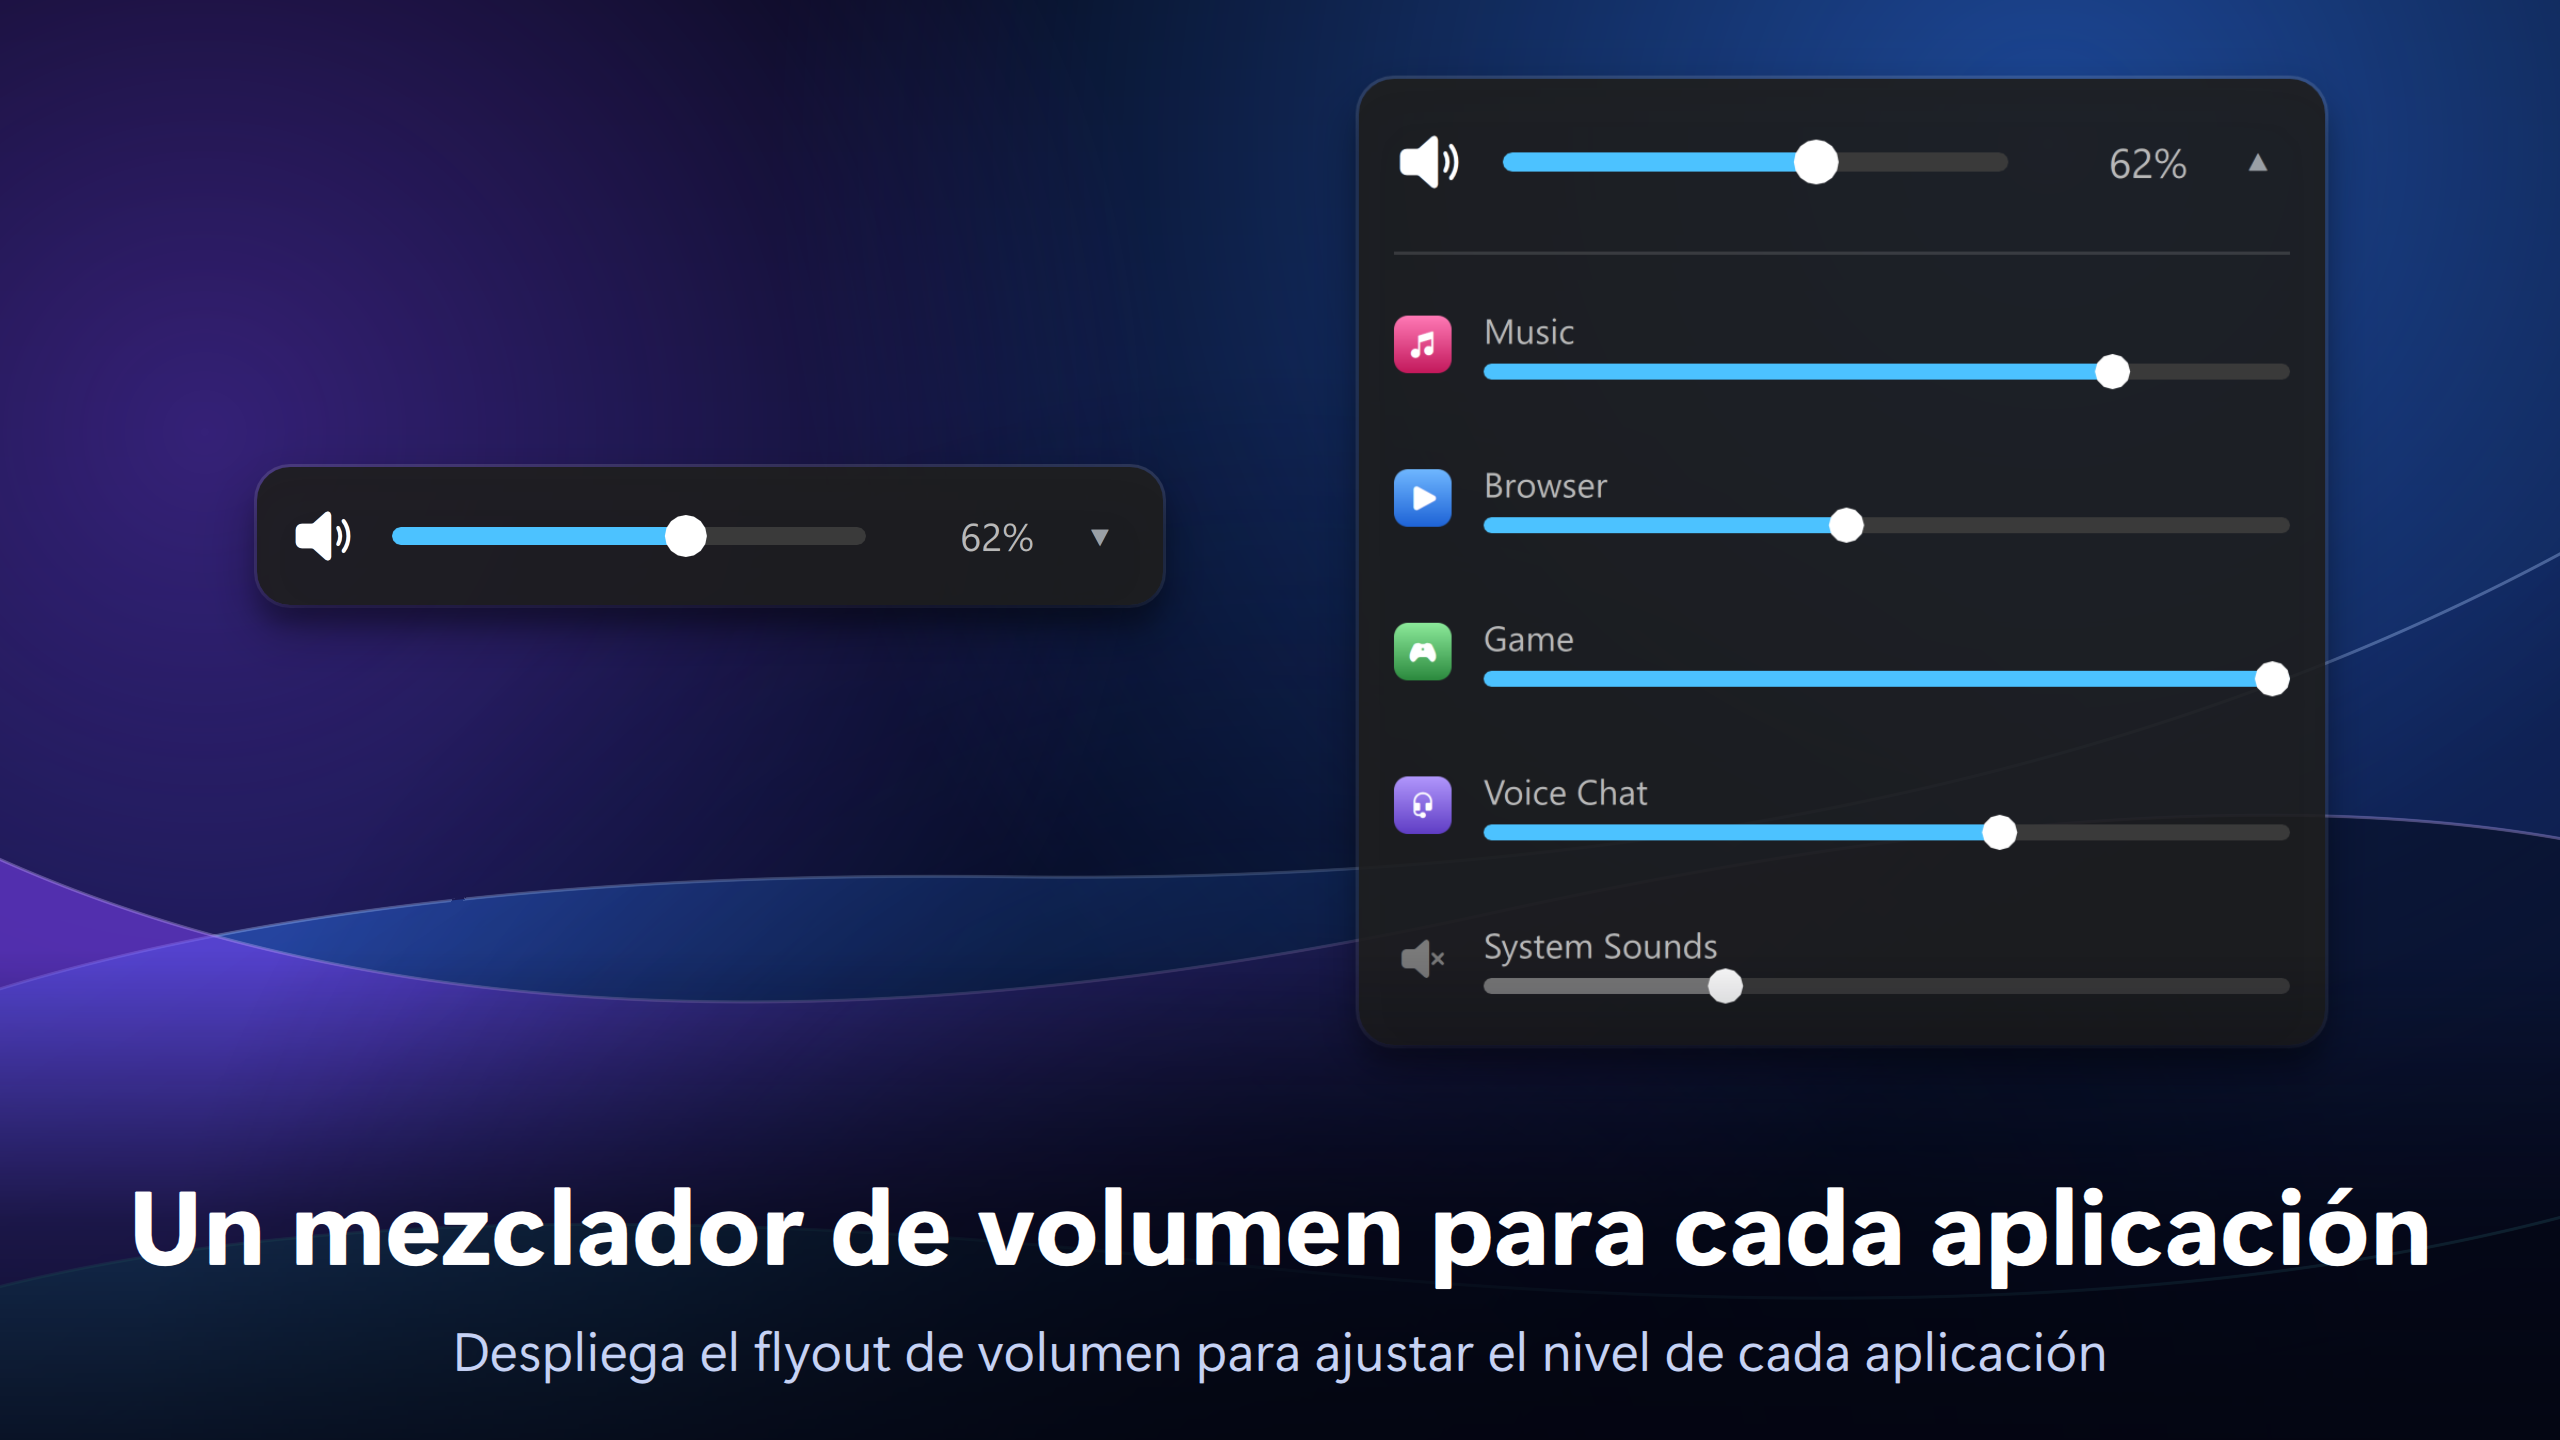 62%
62%
Music
Browser
Game
Voice Chat
System Sounds
Un mezclador de volumen para cada aplicación
Despliega el flyout de volumen para ajustar el nivel de cada aplicación